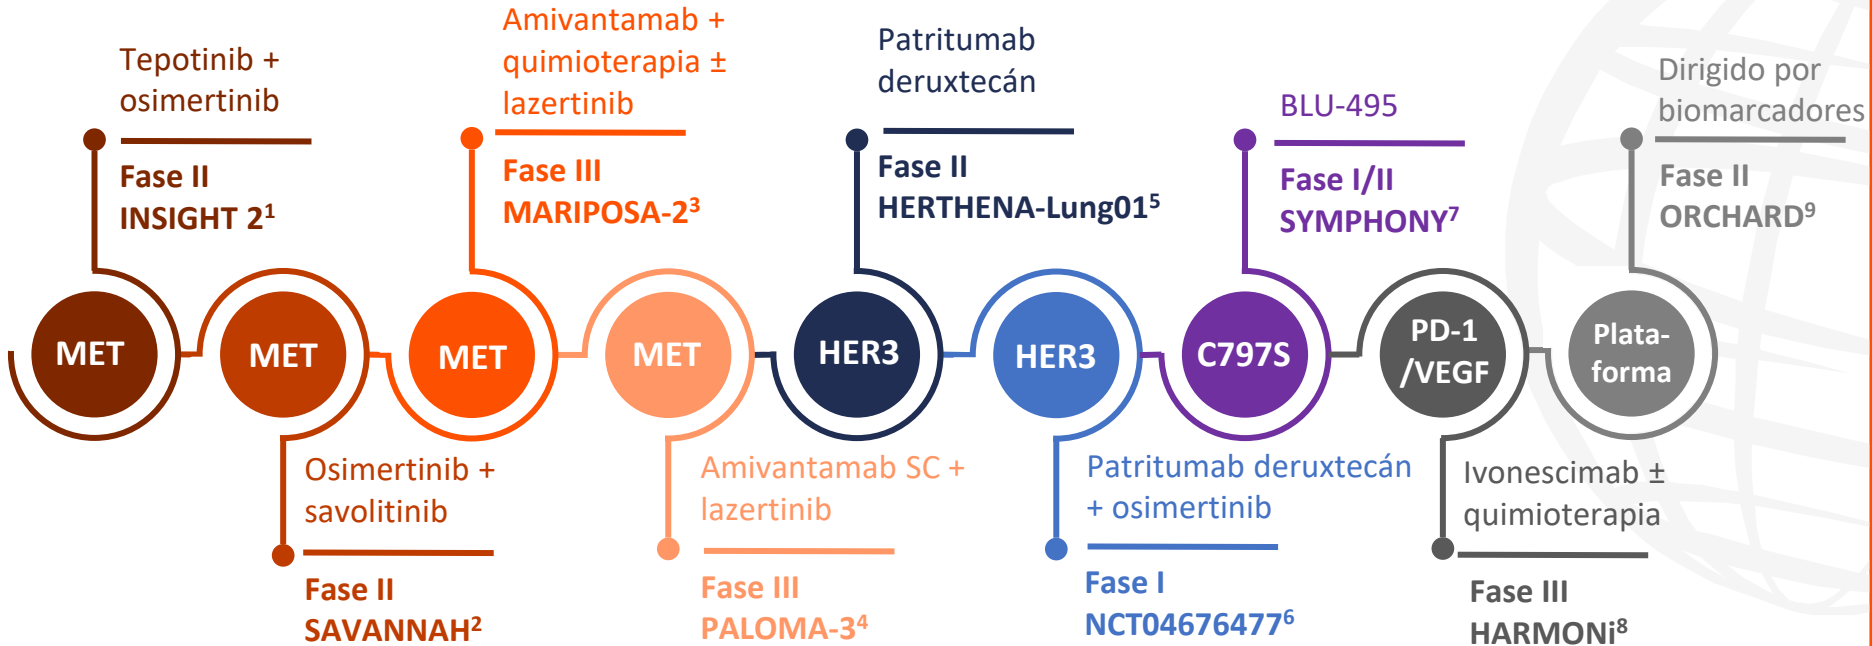 Tepotinib +
osimertinib
Fase II
INSIGHT 2¹
MET
Osimertinib +
savolitinib
Fase II
SAVANNAH²
MET
Amivantamab +
quimioterapia ±
lazertinib
Fase III
MARIPOSA-2³
MET
Amivantamab SC +
lazertinib
Fase III
PALOMA-3⁴
MET
Patritumab
deruxtecán
Fase II
HERTHENA-Lung01⁵
HER3
Patritumab deruxtecán
+ osimertinib
Fase I
NCT04676477⁶
HER3
BLU-495
Fase I/II
SYMPHONY⁷
C797S
PD-1
/VEGF
Ivonescimab ±
quimioterapia
Fase III
HARMONi⁸
Dirigido por
biomarcadores
Fase II
ORCHARD⁹
Plata-
forma